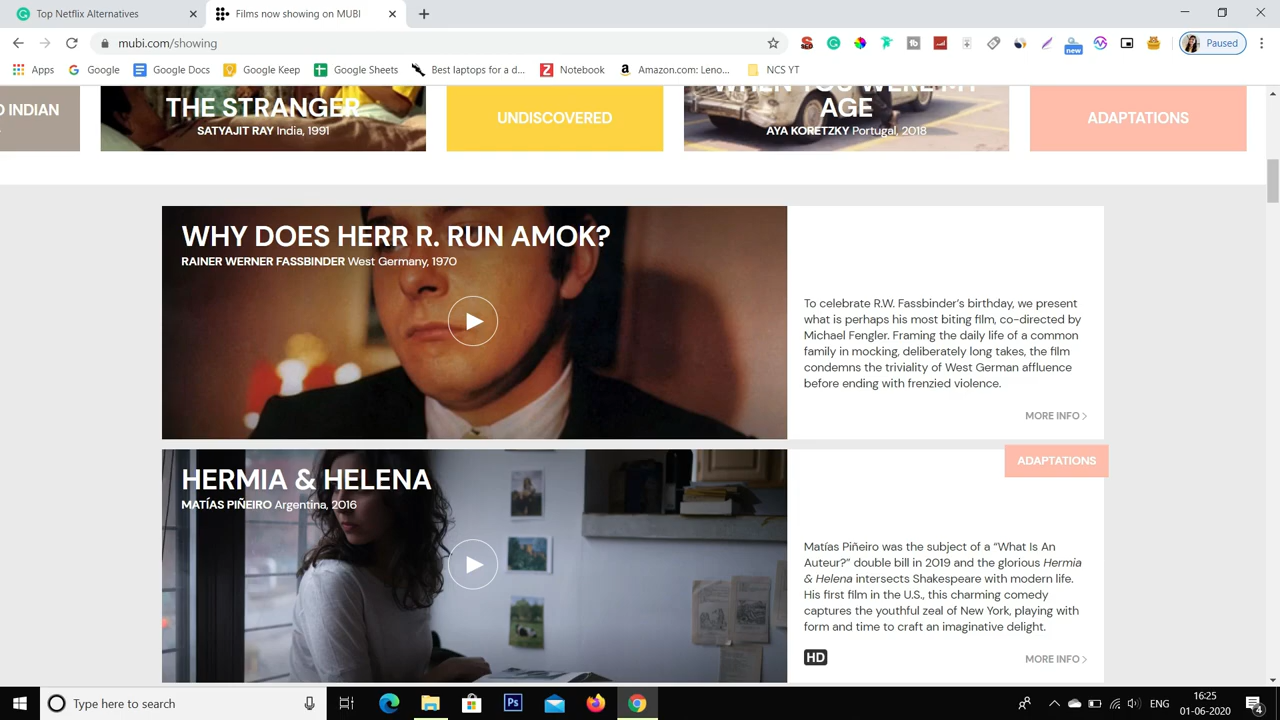 Top Netflix Alternatives
Films now showing on MUBI
mubi.com/showing
new
Paused
Apps
Google
Google Docs
Google Keep
Google Sheets
Best laptops for a d...
Notebook
Amazon.com: Leno...
NCS YT
INDIAN
THE STRANGER
SATYAJIT RAY India, 1991
UNDISCOVERED
WHEN YOU WERE MY
AGE
AYA KORETZKY Portugal, 2018
ADAPTATIONS
WHY DOES HERR R. RUN AMOK?
RAINER WERNER FASSBINDER West Germany, 1970
To celebrate R.W. Fassbinder's birthday, we present
what is perhaps his most biting film, co-directed by
Michael Fengler. Framing the daily life of a common
family in mocking, deliberately long takes, the film
condemns the triviality of West German affluence
before ending with frenzied violence.
MORE INFO
ADAPTATIONS
HERMIA & HELENA
MATÍAS PIÑEIRO Argentina, 2016
Matías Piñeiro was the subject of a "What Is An
Auteur?" double bill in 2019 and the glorious Hermia
& Helena intersects Shakespeare with modern life.
His first film in the U.S., this charming comedy
captures the youthful zeal of New York, playing with
form and time to craft an imaginative delight.
HD
MORE INFO
Type here to search
Ps
ENG
16:25
01-06-2020
4